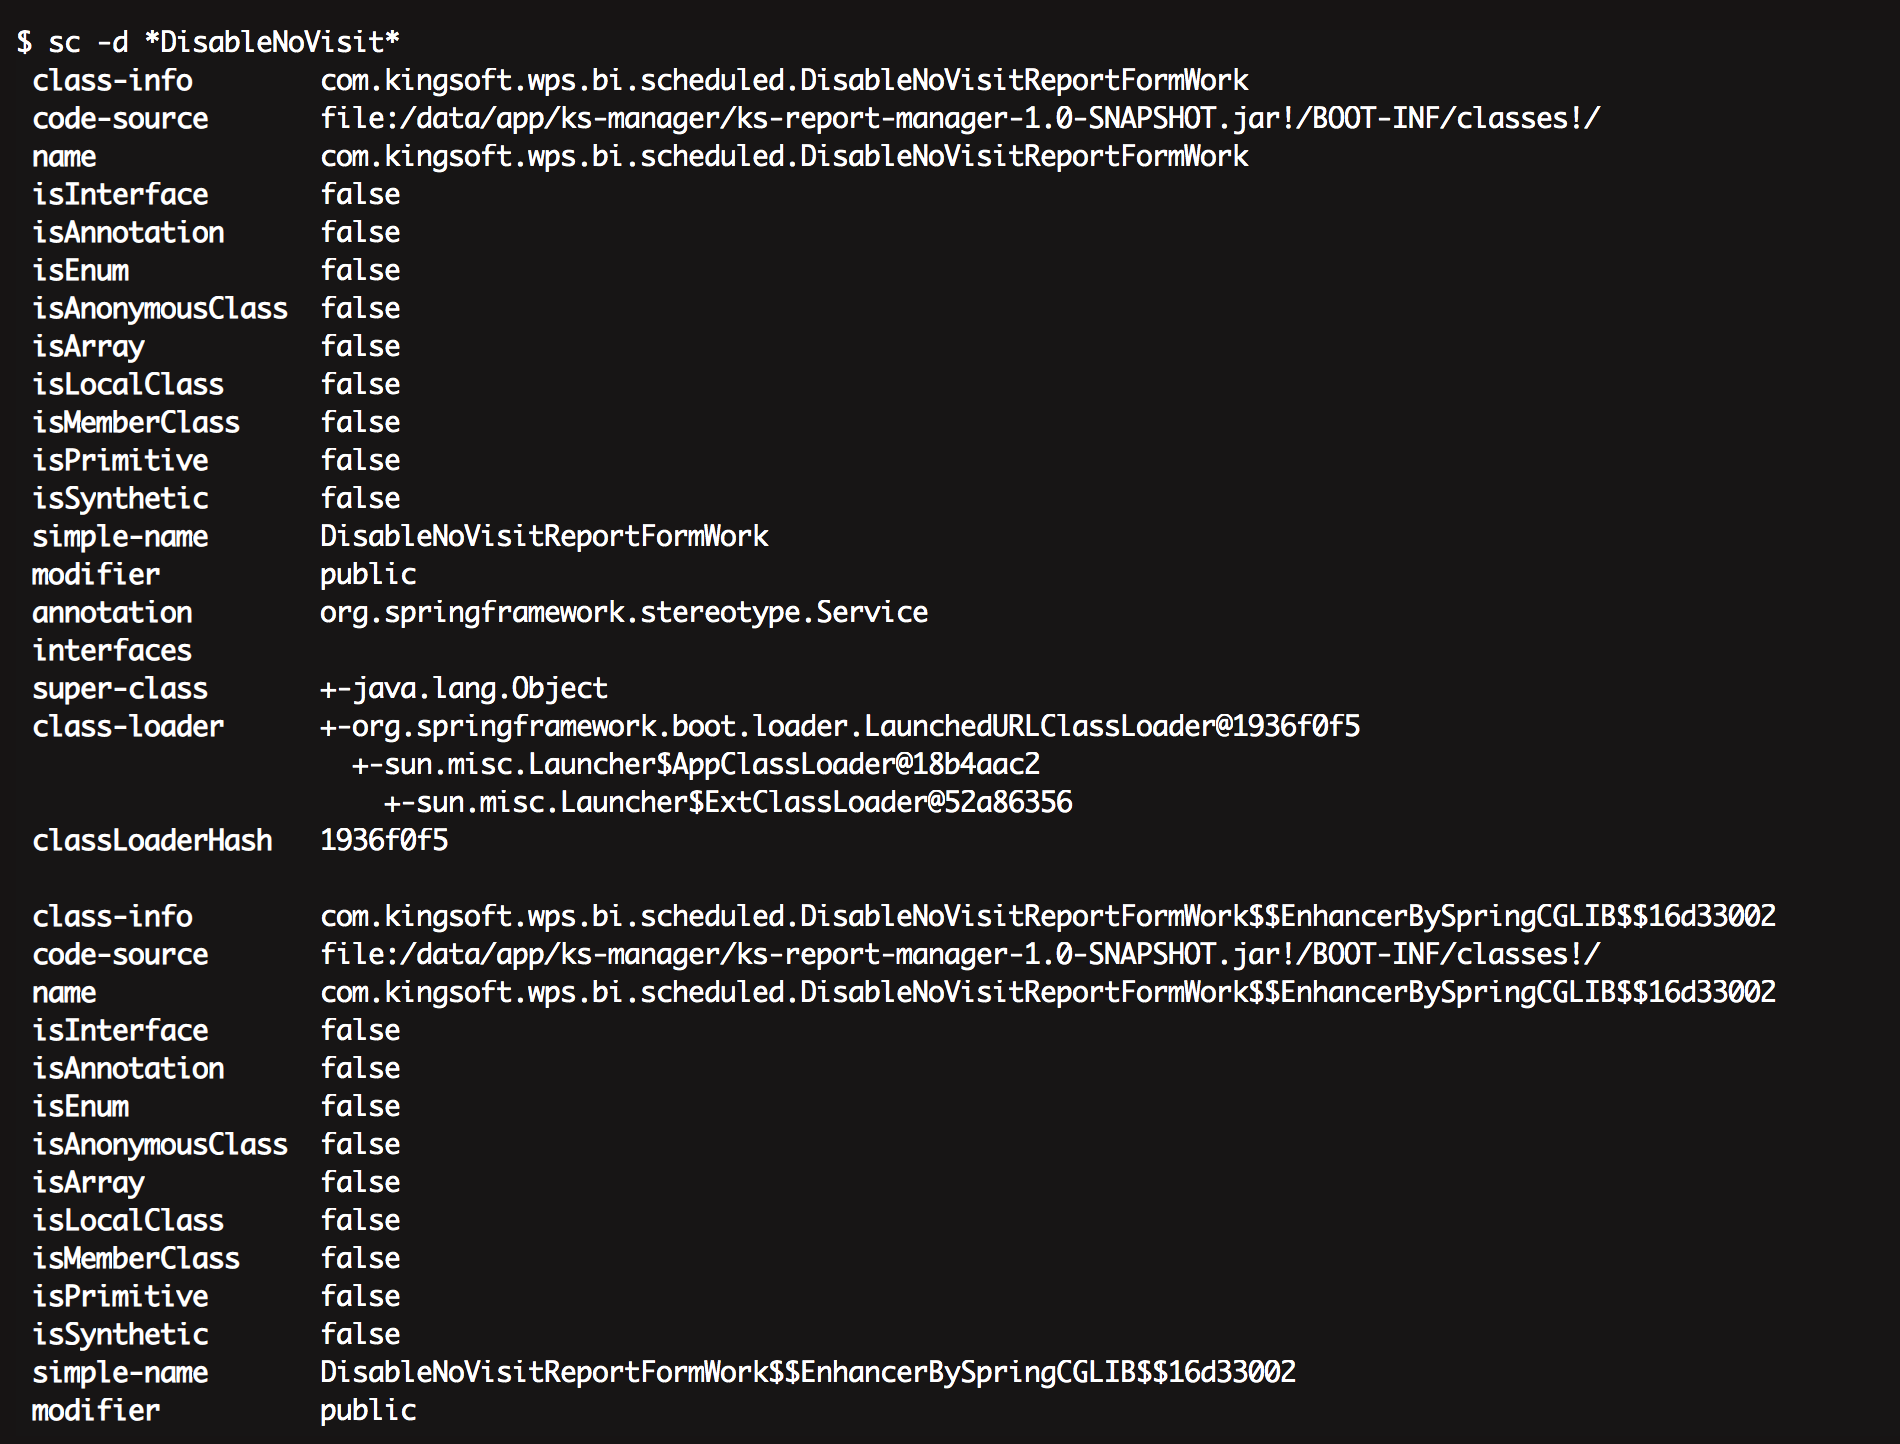 $ sc -d *DisableNoVisit*
class-info com.kingsoft.wps.bi.scheduled.DisableNoVisitReportFormWork
code-source file:/data/app/ks-manager/ks-report-manager-1.0-SNAPSHOT.jar!/BOOT-INF/classes!/
name com.kingsoft.wps.bi.scheduled.DisableNoVisitReportFormWork
isInterface false
isAnnotation false
isEnum false
isAnonymousClass false
isArray false
isLocalClass false
isMemberClass false
isPrimitive false
isSynthetic false
simple-name DisableNoVisitReportFormWork
modifier public
annotation org.springframework.stereotype.Service
interfaces
super-class +-java.lang.Object
class-loader +-org.springframework.boot.loader.LaunchedURLClassLoader@1936f0f5
+-sun.misc.Launcher$AppClassLoader@18b4aac2
+-sun.misc.Launcher$ExtClassLoader@52a86356
classLoaderHash 1936f0f5
class-info com.kingsoft.wps.bi.scheduled.DisableNoVisitReportFormWork$$EnhancerBySpringCGLIB$$16d33002
code-source file:/data/app/ks-manager/ks-report-manager-1.0-SNAPSHOT.jar!/BOOT-INF/classes!/
name com.kingsoft.wps.bi.scheduled.DisableNoVisitReportFormWork$$EnhancerBySpringCGLIB$$16d33002
isInterface false
isAnnotation false
isEnum false
isAnonymousClass false
isArray false
isLocalClass false
isMemberClass false
isPrimitive false
isSynthetic false
simple-name DisableNoVisitReportFormWork$$EnhancerBySpringCGLIB$$16d33002
modifier public